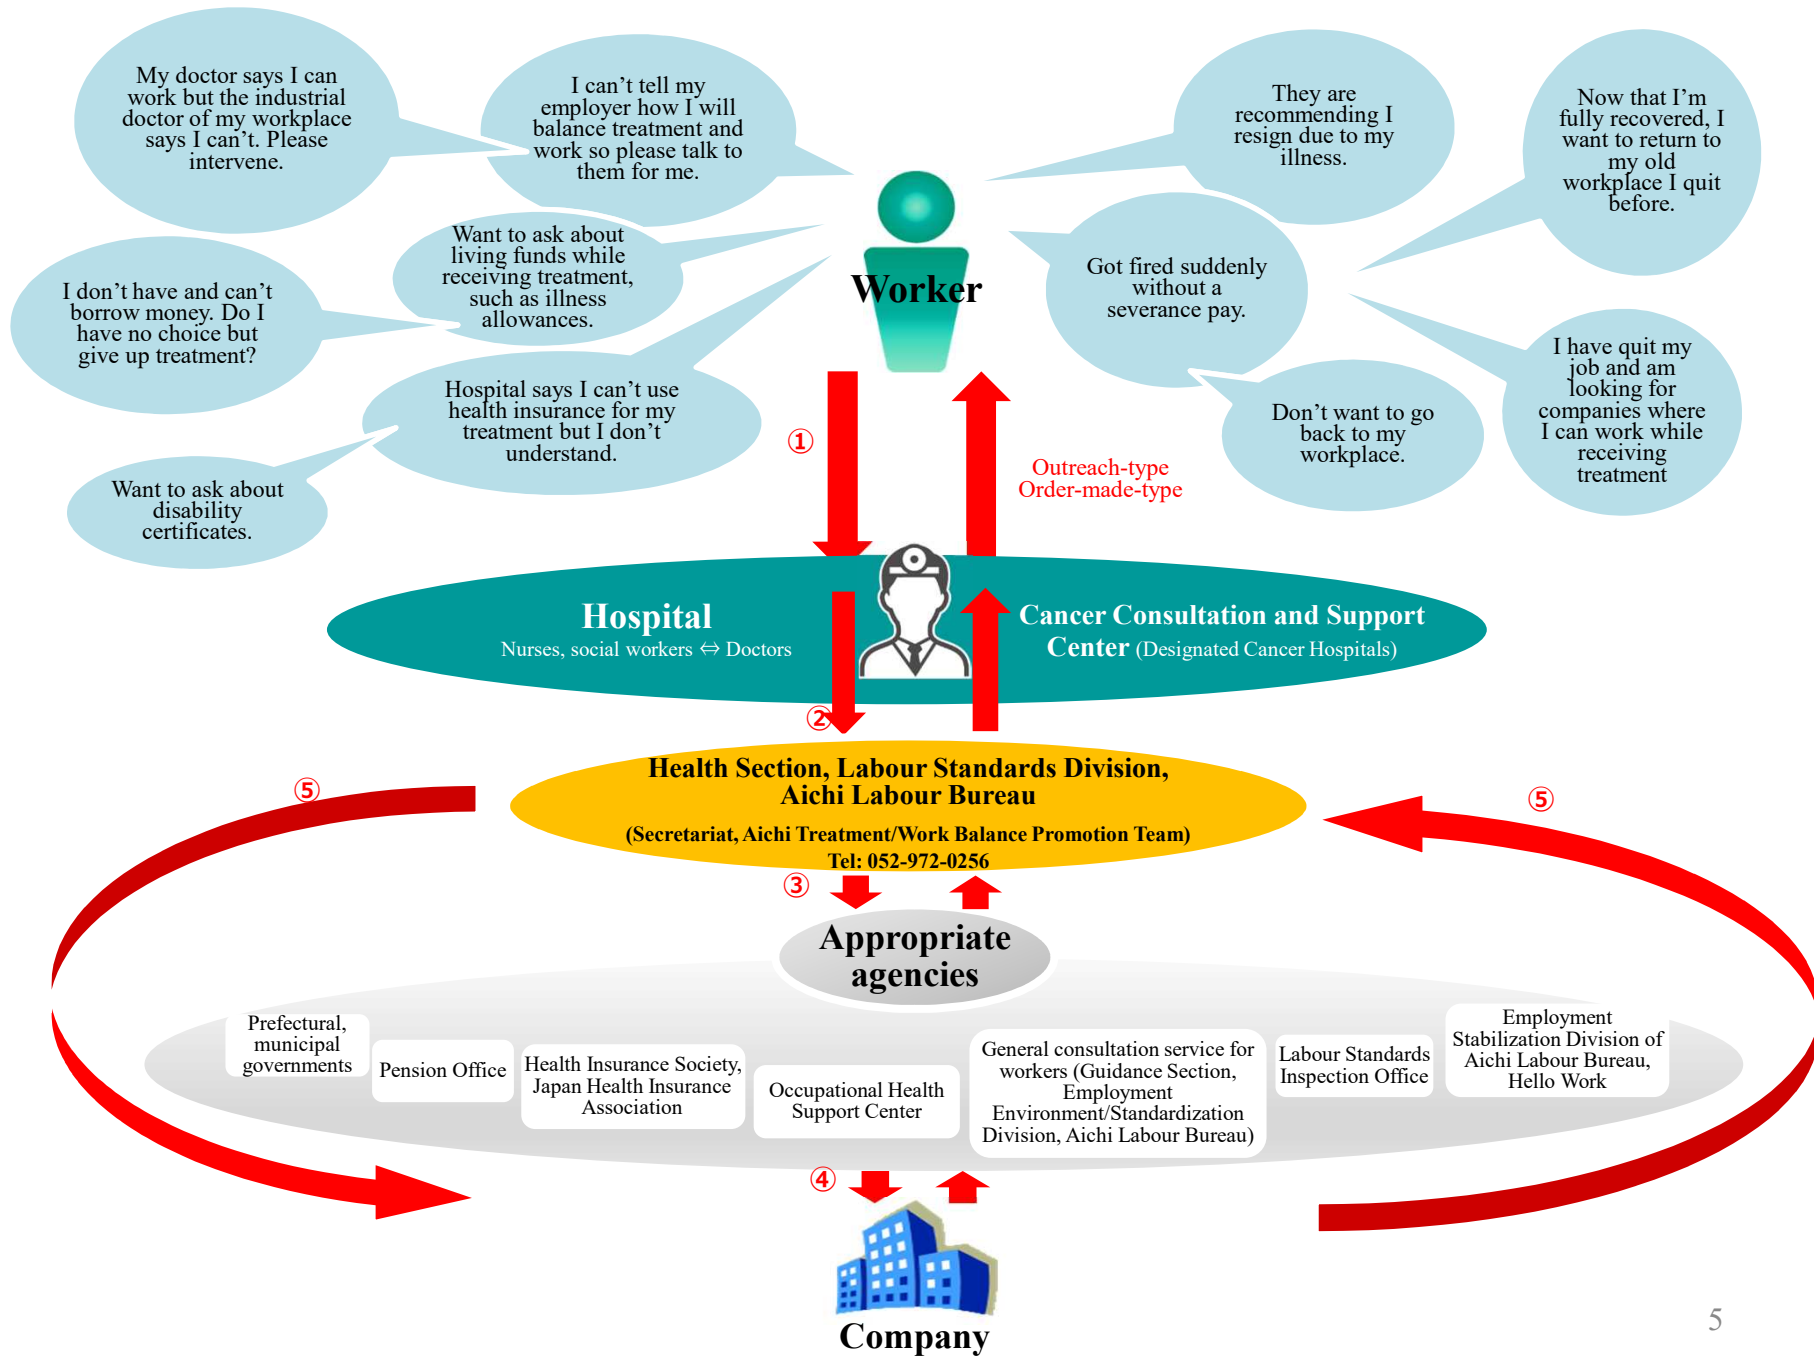 My doctor says I can
work but the industrial
doctor of my workplace
says I can't. Please
intervene.
I can't tell my
employer how I will
balance treatment and
work so please talk to
them for me.
They are
recommending I
resign due to my
illness.
Now that I'm
fully recovered, I
want to return to
my old
workplace I quit
before.
I don't have and can't
borrow money. Do I
have no choice but
give up treatment?
Want to ask about
living funds while
receiving treatment,
such as illness
allowances.
Worker
Got fired suddenly
without a
severance pay.
I have quit my
job and am
looking for
companies where
I can work while
receiving
treatment
Hospital says I can't use
health insurance for my
treatment but I don't
understand.
Don't want to go
back to my
workplace.
Want to ask about
disability
certificates.
①
Outreach-type
Order-made-type
Hospital
Nurses, social workers ⇔ Doctors
Cancer Consultation and Support
Center (Designated Cancer Hospitals)
②
Health Section, Labour Standards Division,
Aichi Labour Bureau
(Secretariat, Aichi Treatment/Work Balance Promotion Team)
Tel: 052-972-0256
⑤
⑤
③
Appropriate
agencies
Prefectural,
municipal
governments
Pension Office
Health Insurance Society,
Japan Health Insurance
Association
Occupational Health
Support Center
General consultation service for
workers (Guidance Section,
Employment
Environment/Standardization
Division, Aichi Labour Bureau)
Labour Standards
Inspection Office
Employment
Stabilization Division of
Aichi Labour Bureau,
Hello Work
④
Company
5